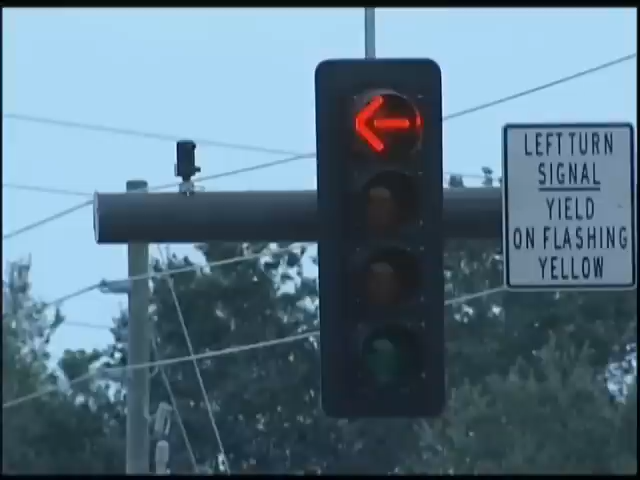 LEFT TURN
SIGNAL
YIELD
ON FLASHING
YELLOW